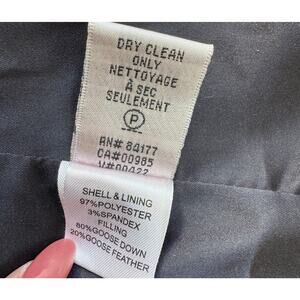 DRY CLEAN
ONLY
NETTOYAGE
À SEC
SEULEMENT
P
RN# 84177
CA#00985
V#00422
SHELL & LINING
97%POLYESTER
3%SPANDEX
FILLING
80%GOOSE DOWN
20%GOOSE FEATHER